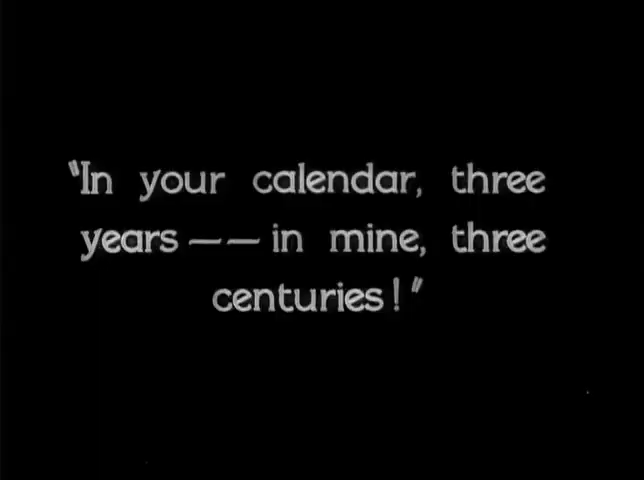 "In your calendar, three
years -- in mine, three
centuries!"